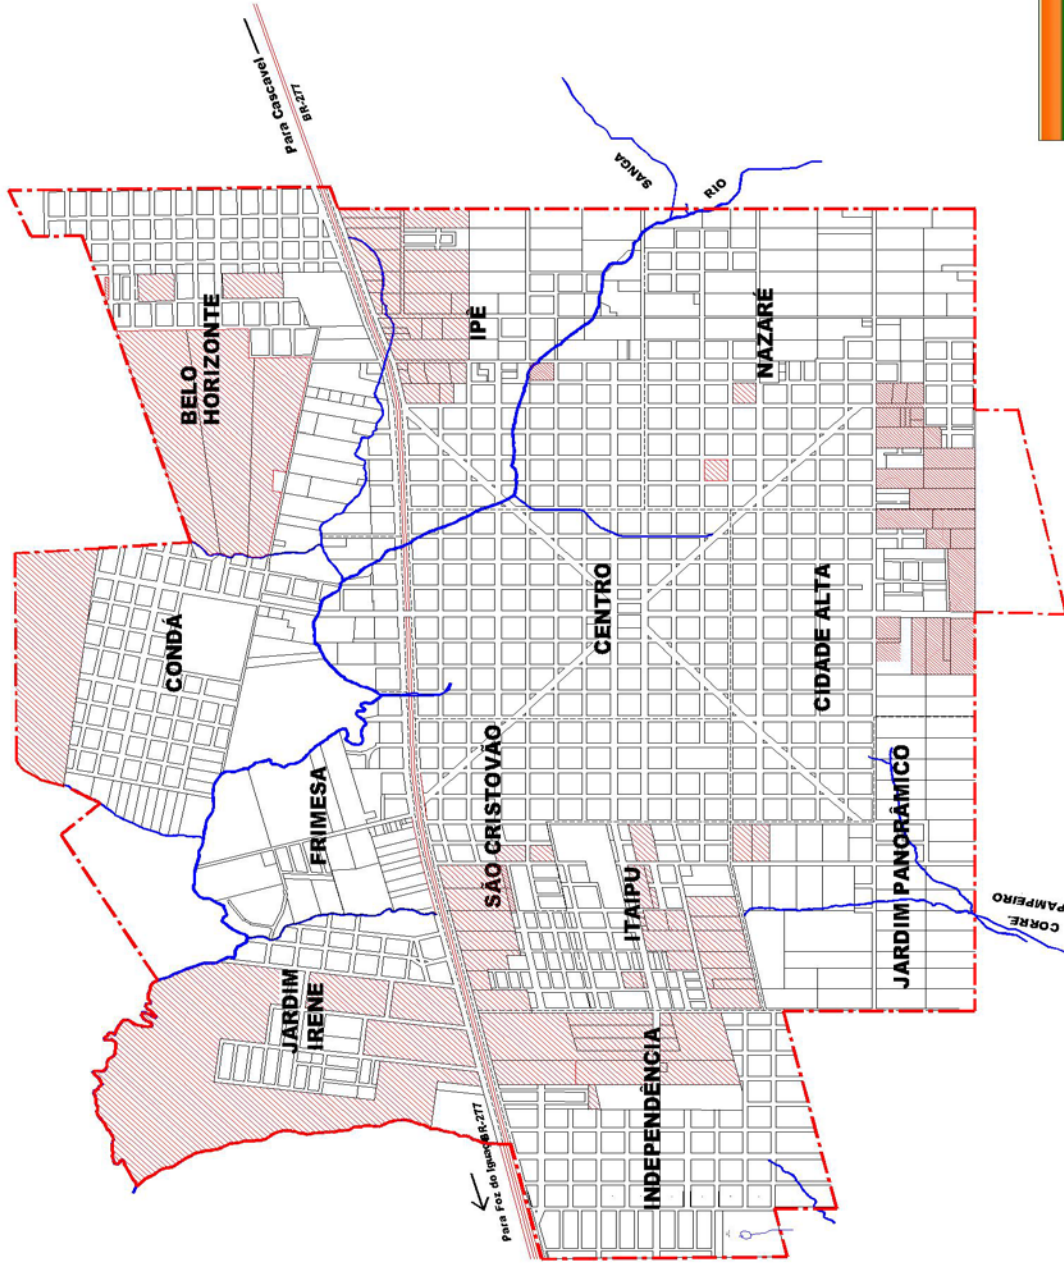 Para Cascavel
BR-277
SANGA
RIO
BELO
HORIZONTE
IPÊ
NAZARÉ
CONDÁ
CENTRO
CIDADE ALTA
FRIMESA
SÃO CRISTOVÃO
ITAIPU
JARDIM PANORÂMICO
CORRE.
PAMPEIRO
JARDIM
IRENE
INDEPENDÊNCIA
Para Foz do Iguaçu
BR-277